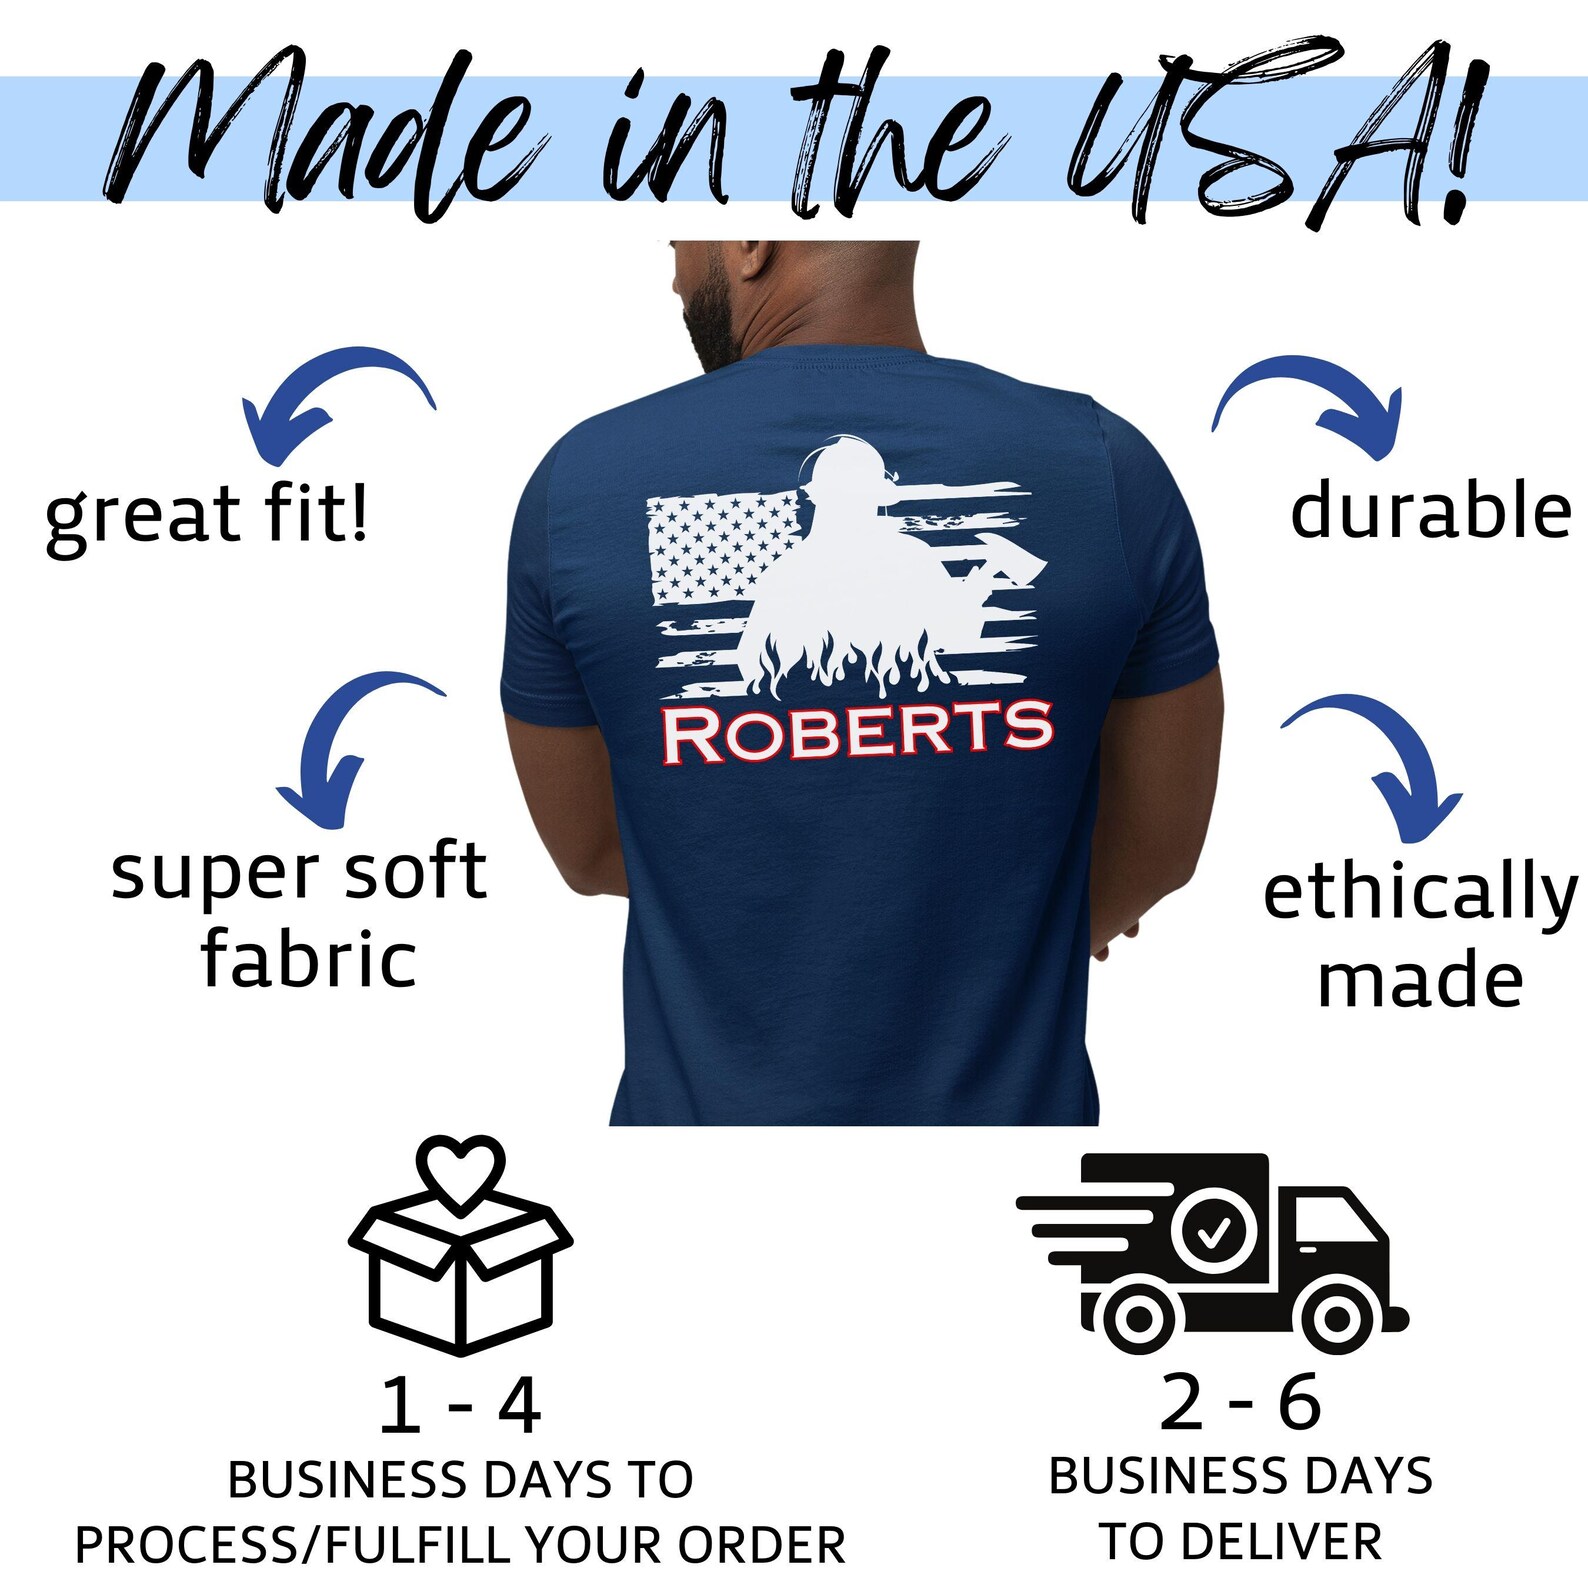 Made in the USA!
great fit!
durable
ROBERTS
super soft
fabric
ethically
made
1 - 4
BUSINESS DAYS TO
PROCESS/FULFILL YOUR ORDER
2 - 6
BUSINESS DAYS
TO DELIVER